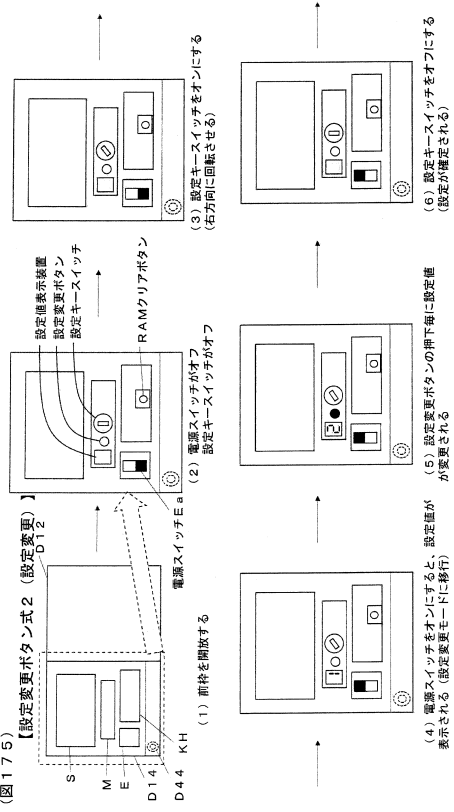 (図175)
【設定変更ボタン式2 (設定変更)】
D12
S
M
E
D14
D44
KH
(1) 前枠を開放する
設定値表示装置
設定変更ボタン
設定キースイッチ
RAMクリアボタン
電源スイッチEa
(2) 電源スイッチがオフ
設定キースイッチがオフ
(3) 設定キースイッチをオンにする
(右方向に回転させる)
1
(4) 電源スイッチをオンにすると、設定値が
表示される (設定変更モードに移行)
2
(5) 設定変更ボタンの押下毎に設定値
が変更される
(6) 設定キースイッチをオフにする
(設定が確定される)